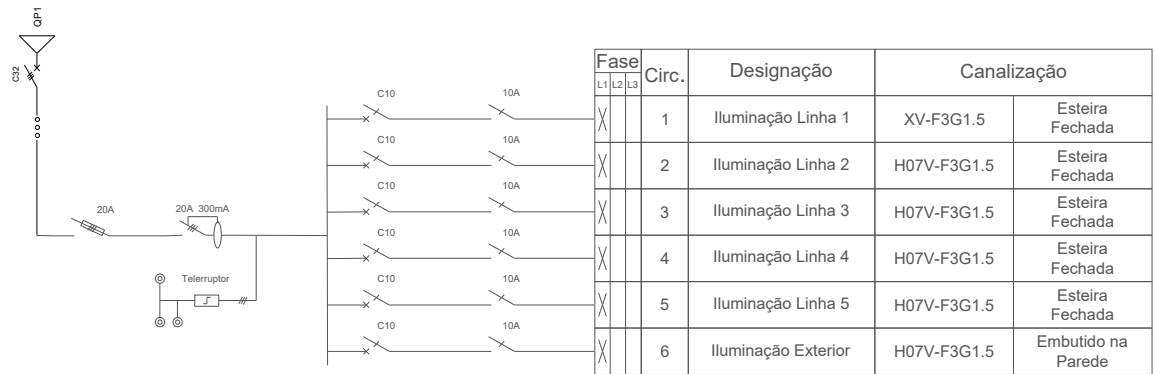 QP1
C32
20A
20A 300mA
Telerruptor
Fase
L1 L2 L3
Circ.
Designação
Canalização
C10
10A
1
Iluminação Linha 1
XV-F3G1.5
Esteira
Fechada
C10
10A
2
Iluminação Linha 2
H07V-F3G1.5
Esteira
Fechada
C10
10A
3
Iluminação Linha 3
H07V-F3G1.5
Esteira
Fechada
C10
10A
4
Iluminação Linha 4
H07V-F3G1.5
Esteira
Fechada
C10
10A
5
Iluminação Linha 5
H07V-F3G1.5
Esteira
Fechada
C10
10A
6
Iluminação Exterior
H07V-F3G1.5
Embutido na
Parede